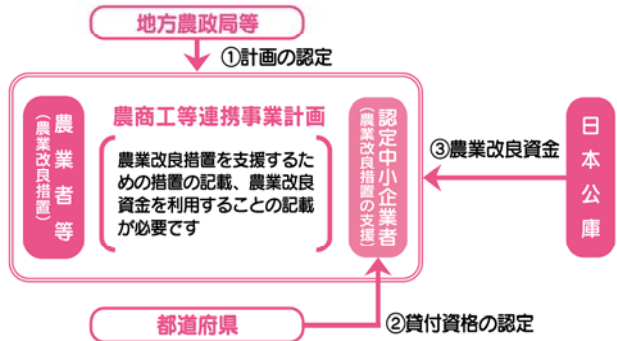 地方農政局等
①計画の認定
農業者等
（農業改良措置）
農商工等連携事業計画
農業改良措置を支援するた
めの措置の記載、農業改良
資金を利用することの記載
が必要です
認定中小企業者
（農業改良措置の支援）
③農業改良資金
日本公庫
都道府県
②貸付資格の認定